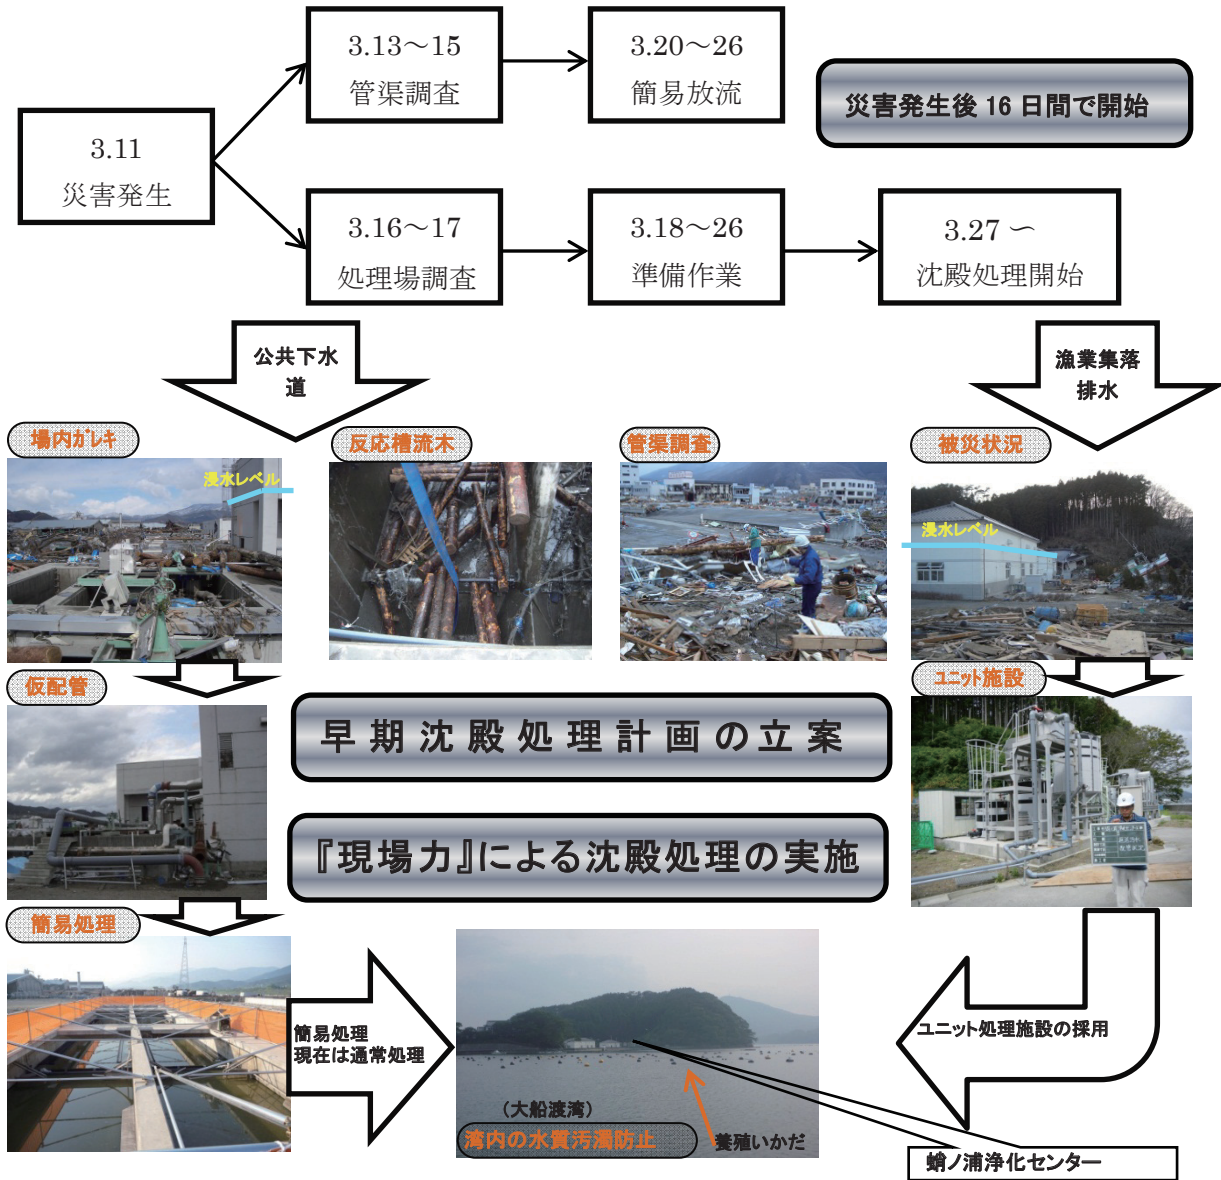 3.13～15
管渠調査
3.20～26
簡易放流
災害発生後 16 日間で開始
3.11
災害発生
3.16～17
処理場調査
3.18～26
準備作業
3.27 ～
沈殿処理開始
公共下水
道
漁業集落
排水
場内ｶﾞﾚｷ
反応槽流木
管渠調査
被災状況
浸水レベル
浸水レベル
仮配管
ﾕﾆｯﾄ施設
早期沈殿処理計画の立案
『現場力』による沈殿処理の実施
簡易処理
簡易処理
現在は通常処理
ユニット処理施設の採用
（大船渡湾）
湾内の水質汚濁防止
養殖いかだ
蛸ノ浦浄化センター